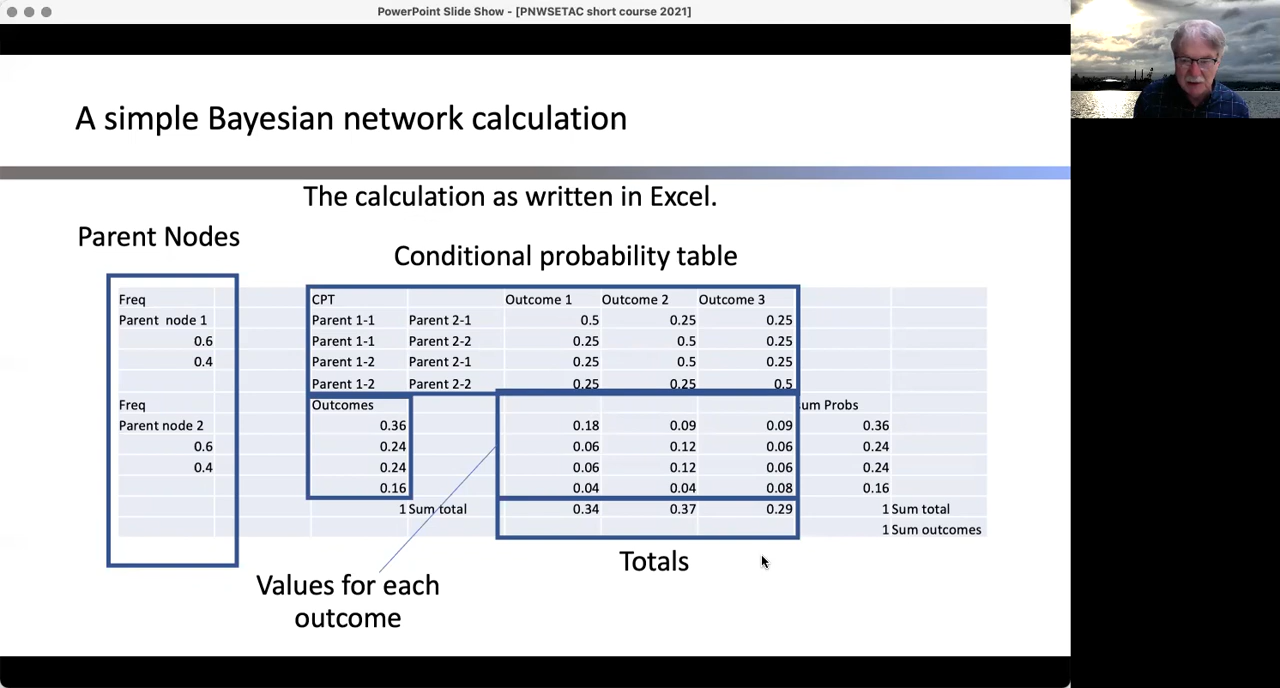 PowerPoint Slide Show - [PNWSETAC short course 2021]
A simple Bayesian network calculation
The calculation as written in Excel.
Parent Nodes
Conditional probability table
Freq CPT Outcome 1 Outcome 2 Outcome 3
Parent node 1 Parent 1-1 Parent 2-1 0.5 0.25 0.25
0.6 Parent 1-1 Parent 2-2 0.25 0.5 0.25
0.4 Parent 1-2 Parent 2-1 0.25 0.5 0.25
Parent 1-2 Parent 2-2 0.25 0.25 0.5
Freq Outcomes um Probs
Parent node 2 0.36 0.18 0.09 0.09 0.36
0.6 0.24 0.06 0.12 0.06 0.24
0.4 0.24 0.06 0.12 0.06 0.24
0.16 0.04 0.04 0.08 0.16
1 Sum total 0.34 0.37 0.29 1 Sum total
1 Sum outcomes
Totals
Values for each
outcome